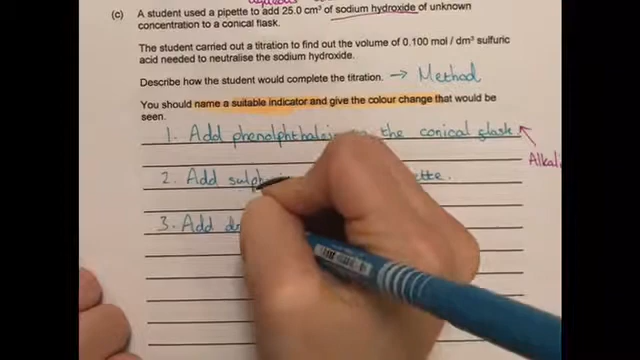 aqueous
(c) A student used a pipette to add 25.0 cm³ of sodium hydroxide of unknown
concentration to a conical flask.
The student carried out a titration to find out the volume of 0.100 mol / dm³ sulfuric
acid needed to neutralise the sodium hydroxide.
Describe how the student would complete the titration. → Method
You should name a suitable indicator and give the colour change that would be
seen.
1. Add phenolphthalein the conical flask
Alkali
2. Add
3. Add